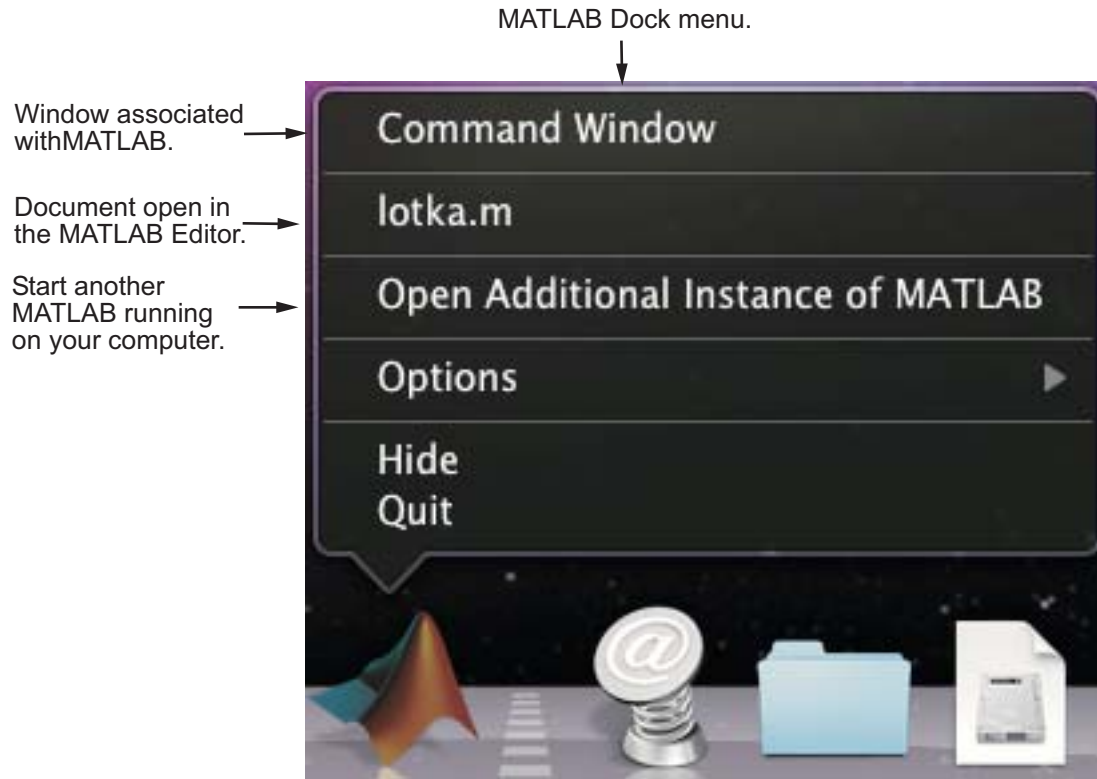 MATLAB Dock menu.
Window associated
withMATLAB.
Command Window
Document open in
the MATLAB Editor.
lotka.m
Start another
MATLAB running
on your computer.
Open Additional Instance of MATLAB
Options
Hide
Quit
@